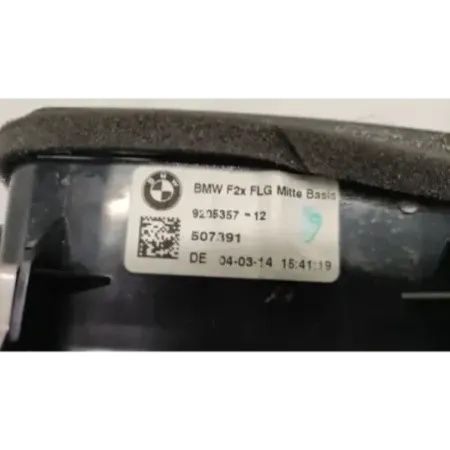 BMW F2x FLG Mitte Basis
9205357-12
507391
DE 04-03-14 15:41:19